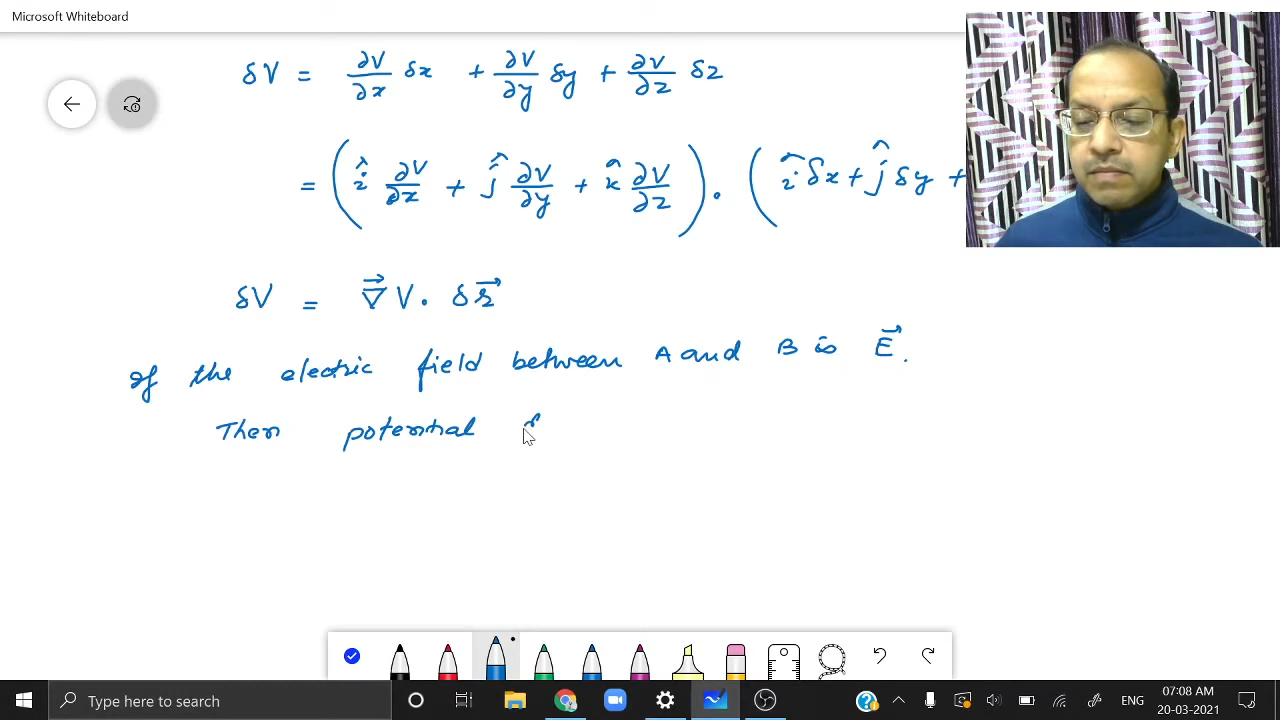 Microsoft Whiteboard
δV = ∂V/∂x δx + ∂V/∂y δy + ∂V/∂z δz
= (î ∂V/∂x + ĵ ∂V/∂y + k̂ ∂V/∂z) . (î δx + ĵ δy +
δV = ∇⃗ V . δr⃗
If the electric field between A and B is E⃗.
Then potential
Type here to search
ENG
07:08 AM
20-03-2021